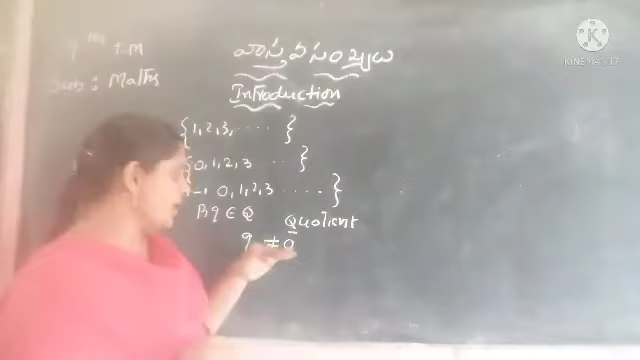 T.M
Sub: Maths
వాస్తవ సంఖ్యలు
Introduction
{1,2,3,.....}
{0,1,2,3 ...}
-1, 0,1,2,3 .....}
p,q ∈ Q Quotient
q ≠ 0
KINEMASTER